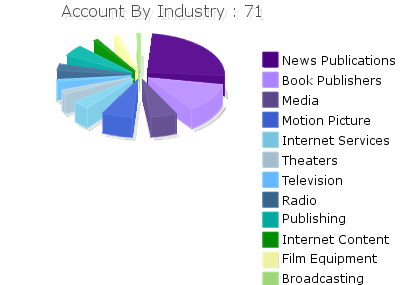 Account By Industry : 71
News Publications
Book Publishers
Media
Motion Picture
Internet Services
Theaters
Television
Radio
Publishing
Internet Content
Film Equipment
Broadcasting